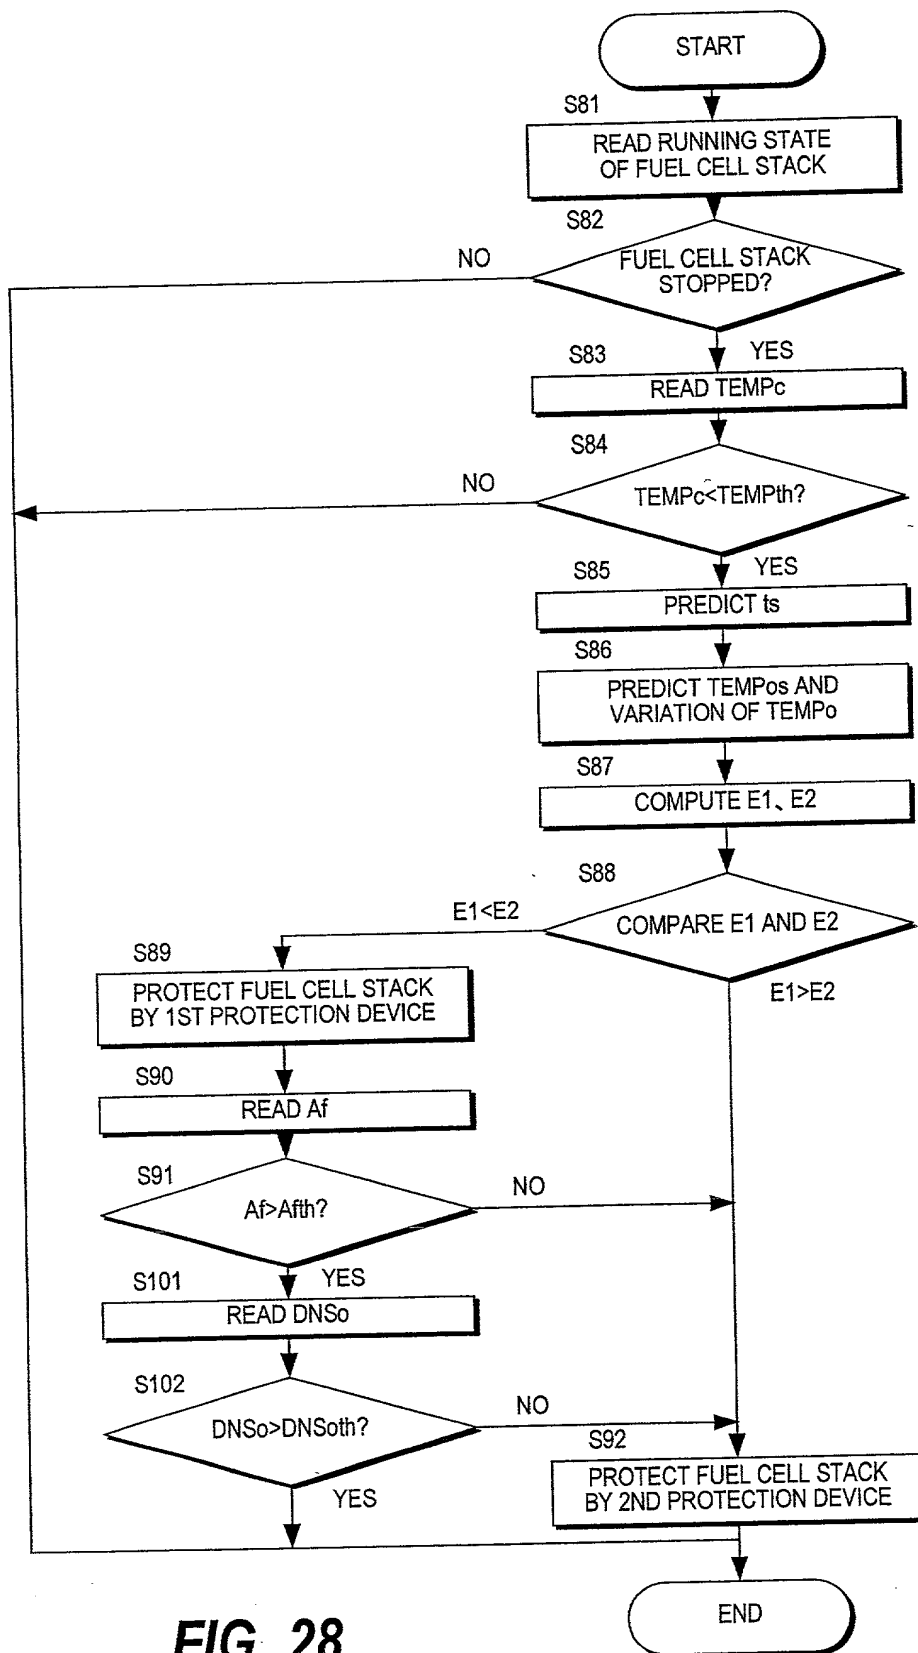 START
S81
READ RUNNING STATE
OF FUEL CELL STACK
S82
NO
FUEL CELL STACK
STOPPED?
YES
S83
READ TEMPc
S84
NO
TEMPc<TEMPth?
YES
S85
PREDICT ts
S86
PREDICT TEMPos AND
VARIATION OF TEMPo
S87
COMPUTE E1、E2
S88
E1<E2
COMPARE E1 AND E2
E1>E2
S89
PROTECT FUEL CELL STACK
BY 1ST PROTECTION DEVICE
S90
READ Af
S91
NO
Af>Afth?
YES
S101
READ DNSo
S102
NO
DNSo>DNSoth?
YES
S92
PROTECT FUEL CELL STACK
BY 2ND PROTECTION DEVICE
END
FIG. 28